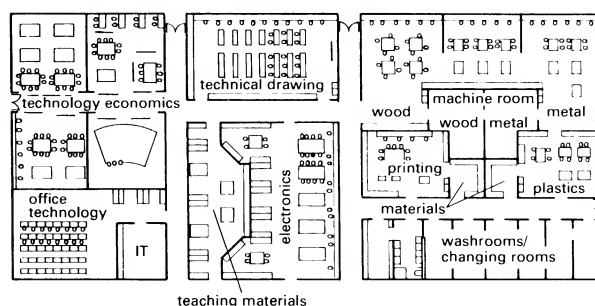 technology economics
technical drawing
wood
machine room
metal
wood metal
printing
plastics
materials
electronics
office
technology
IT
washrooms/
changing rooms
teaching materials